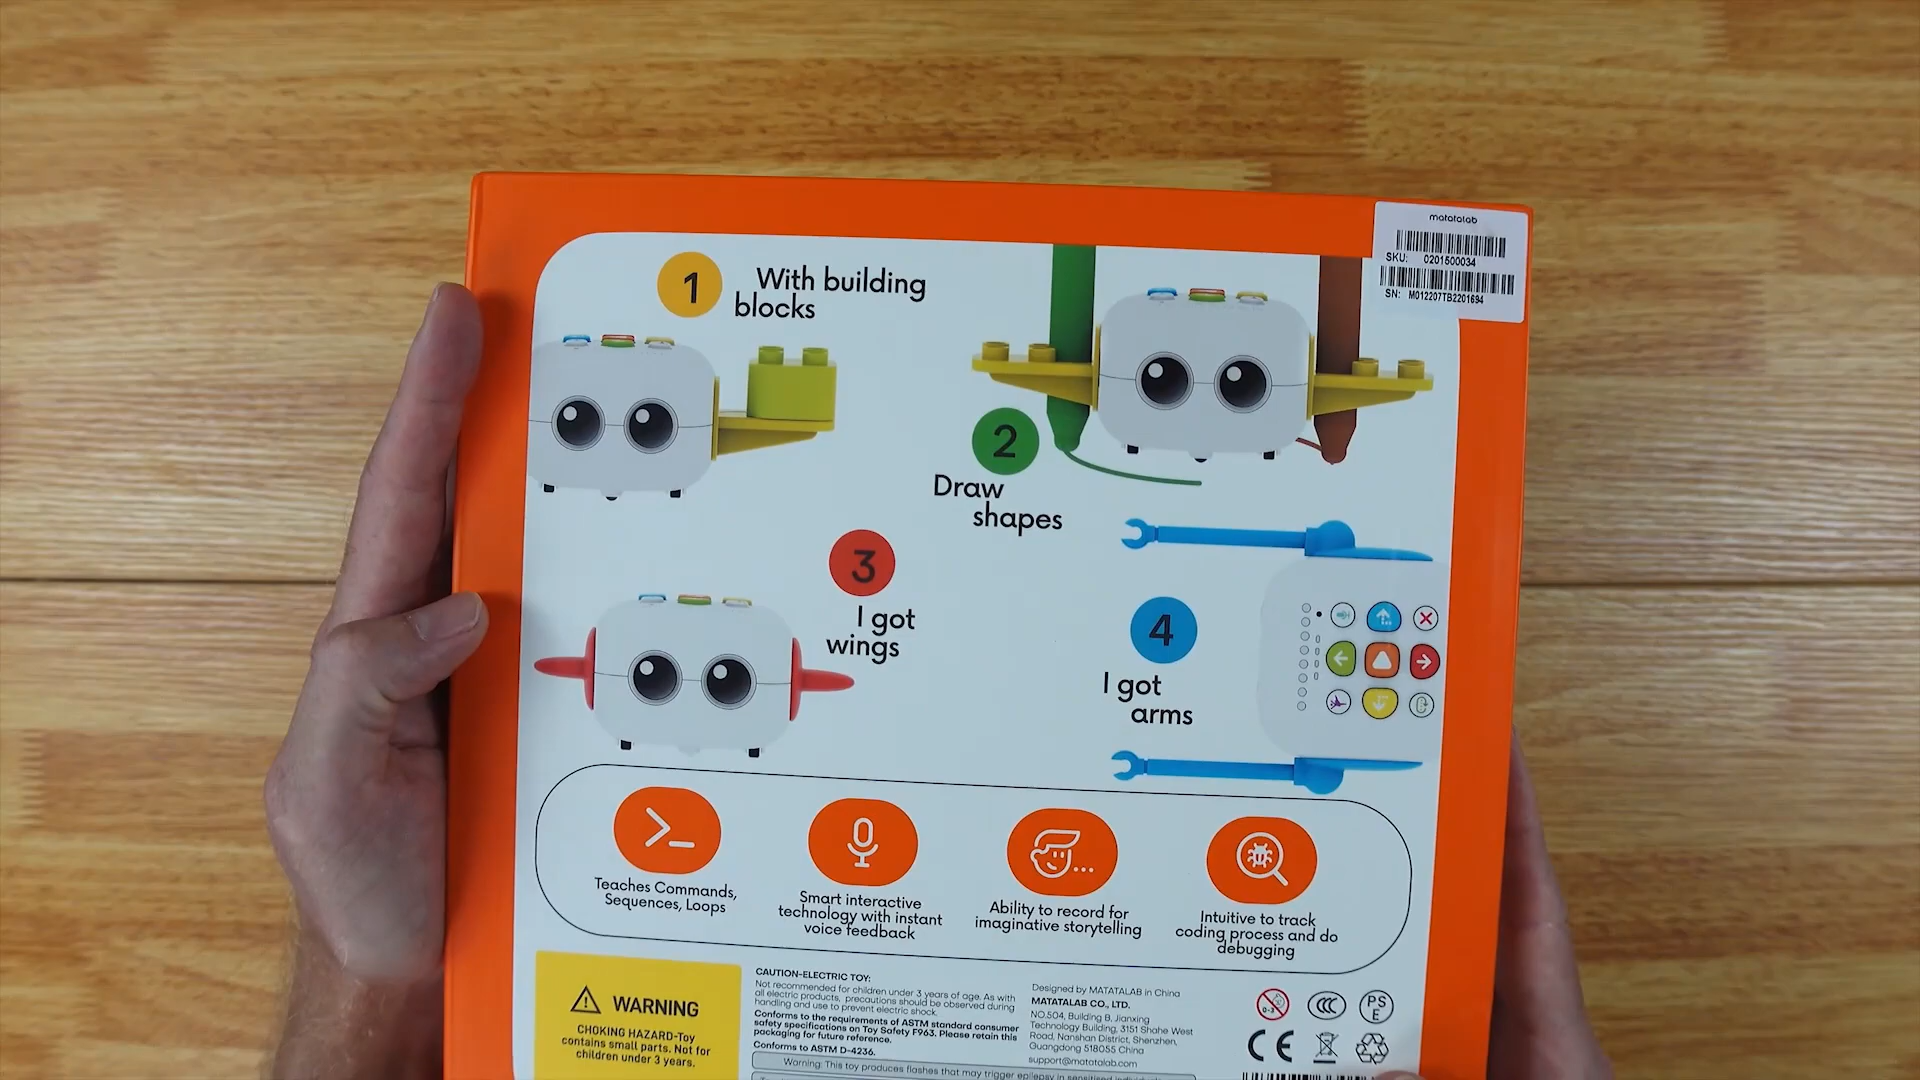 matatalab
SKU: 0201500034
SN: M012207TB2201694
1
With building
blocks
2
Draw
shapes
3
I got
wings
4
I got
arms
Teaches Commands,
Sequences, Loops
Smart interactive
technology with instant
voice feedback
Ability to record for
imaginative storytelling
Intuitive to track
coding process and do
debugging
WARNING
CHOKING HAZARD-Toy
contains small parts. Not for
children under 3 years.
CAUTION-ELECTRIC TOY:
Not recommended for children under 3 years of age. As with
all electric products, precautions should be observed during
handling and use to prevent electric shock.
Conforms to the requirements of ASTM standard consumer
safety specifications on Toy Safety F963. Please retain this
packaging for future reference.
Conforms to ASTM D-4236.
Warning: This toy produces flashes that may trigger epilepsy in sensitised
Designed by MATATALAB in China
MATATALAB CO., LTD.
NO.504, Building B, Jianxing
Technology Building, 3151 Shahe West
Road, Nanshan District, Shenzhen,
Guangdong 518055 China
support@matatalab.com
0-3
CCC
PS
E
CE